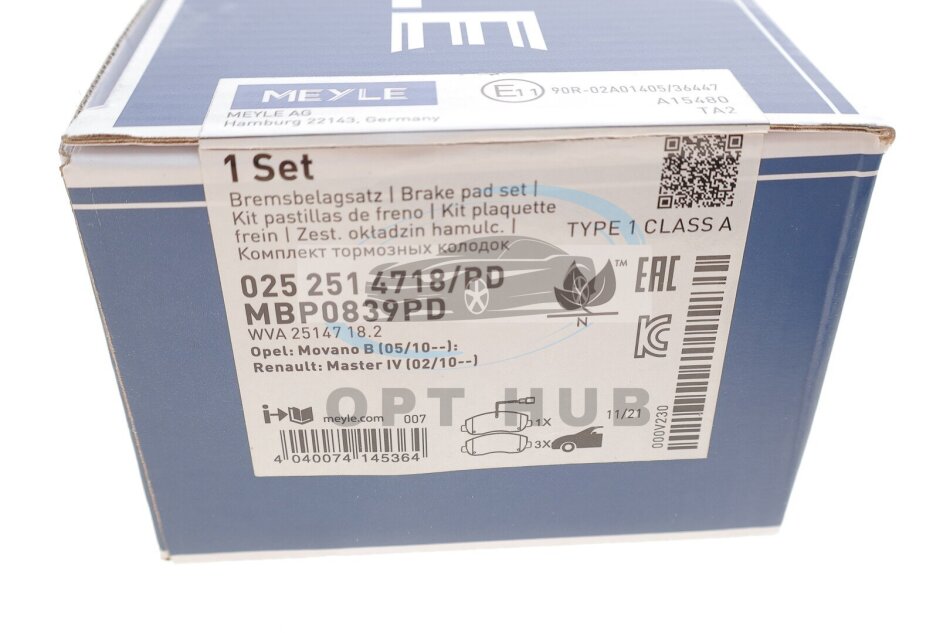 MEYLE
MEYLE AG
Hamburg 22143, Germany
E11 90R-02A01405/36447
A15480
TA2
1 Set
Bremsbelagsatz | Brake pad set |
Kit pastillas de freno | Kit plaquette
frein | Zest. okładzin hamulc. |
Комплект тормозных колодок
TYPE 1 CLASS A
025 251 4718/PD
MBP0839PD
WVA 25147 18.2
Opel: Movano B (05/10--):
Renault: Master IV (02/10--)
TM
N
EAC
OPT HUB
meyle.com 007
1X
3X
11/21
000V230
4 040074 145364